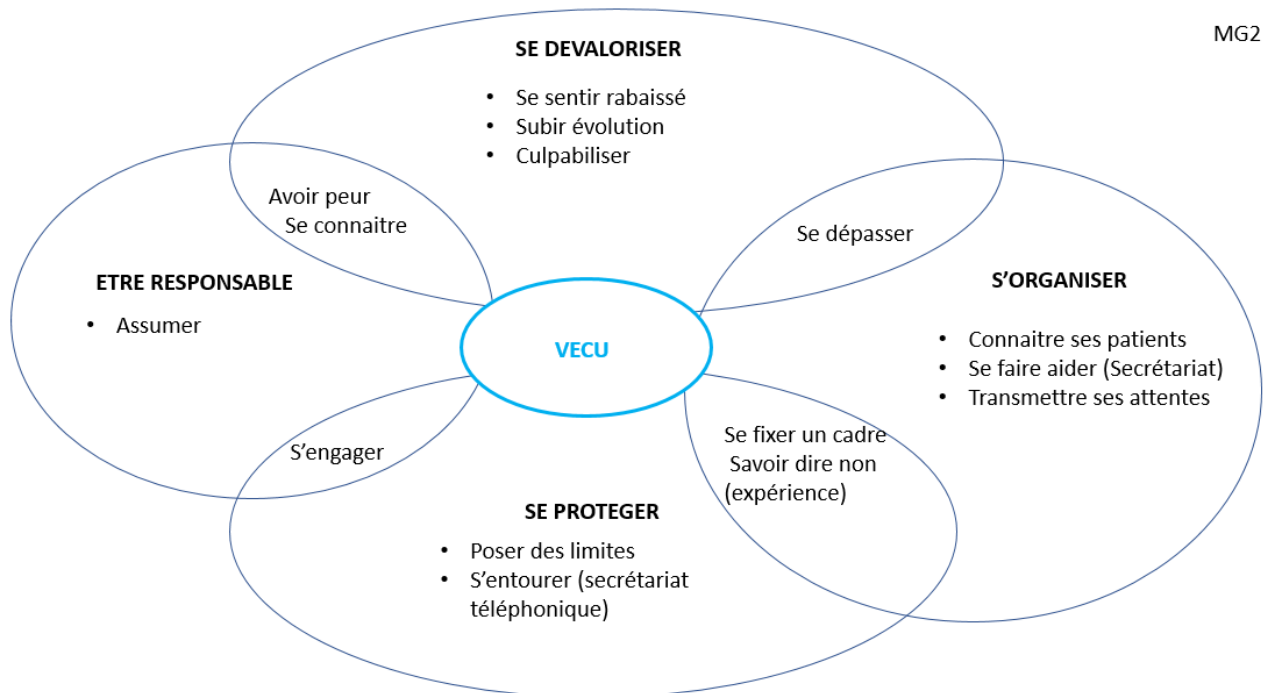 MG2
SE DEVALORISER
• Se sentir rabaissé
• Subir évolution
• Culpabiliser
Avoir peur
Se connaitre
Se dépasser
ETRE RESPONSABLE
• Assumer
S’ORGANISER
• Connaitre ses patients
• Se faire aider (Secrétariat)
• Transmettre ses attentes
VECU
S’engager
Se fixer un cadre
Savoir dire non
(expérience)
SE PROTEGER
• Poser des limites
• S’entourer (secrétariat
téléphonique)